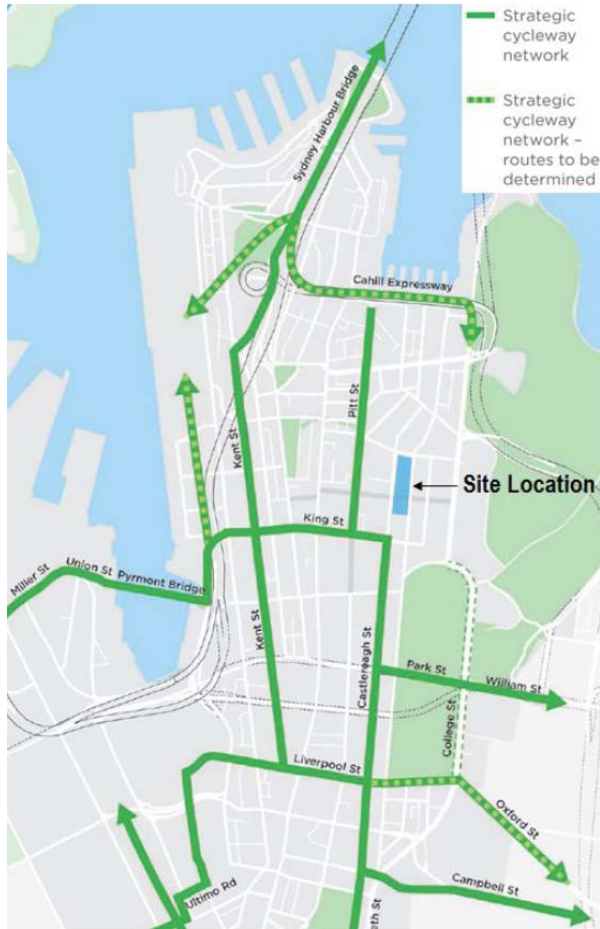 Strategic
cycleway
network
Strategic
cycleway
network –
routes to be
determined
Sydney Harbour Bridge
Cahill Expressway
Pitt St
Kent St
Site Location
King St
Miller St
Union St
Pyrmont Bridge
Kent St
Castlereagh St
Park St
William St
College St
Liverpool St
Oxford St
Campbell St
Ultimo Rd
eth St